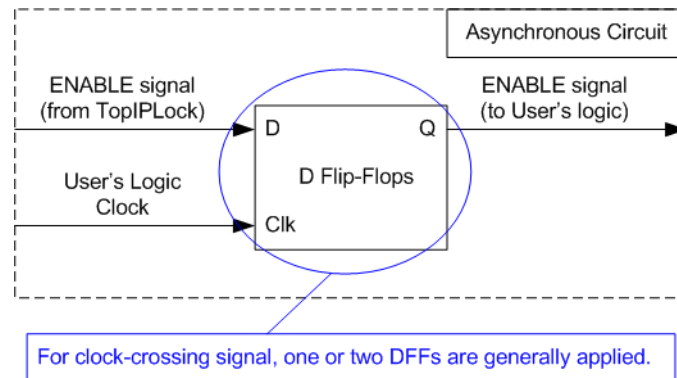 Asynchronous Circuit
ENABLE signal
(from TopIPLock)
ENABLE signal
(to User's logic)
D
Q
D Flip-Flops
User's Logic
Clock
Clk
For clock-crossing signal, one or two DFFs are generally applied.